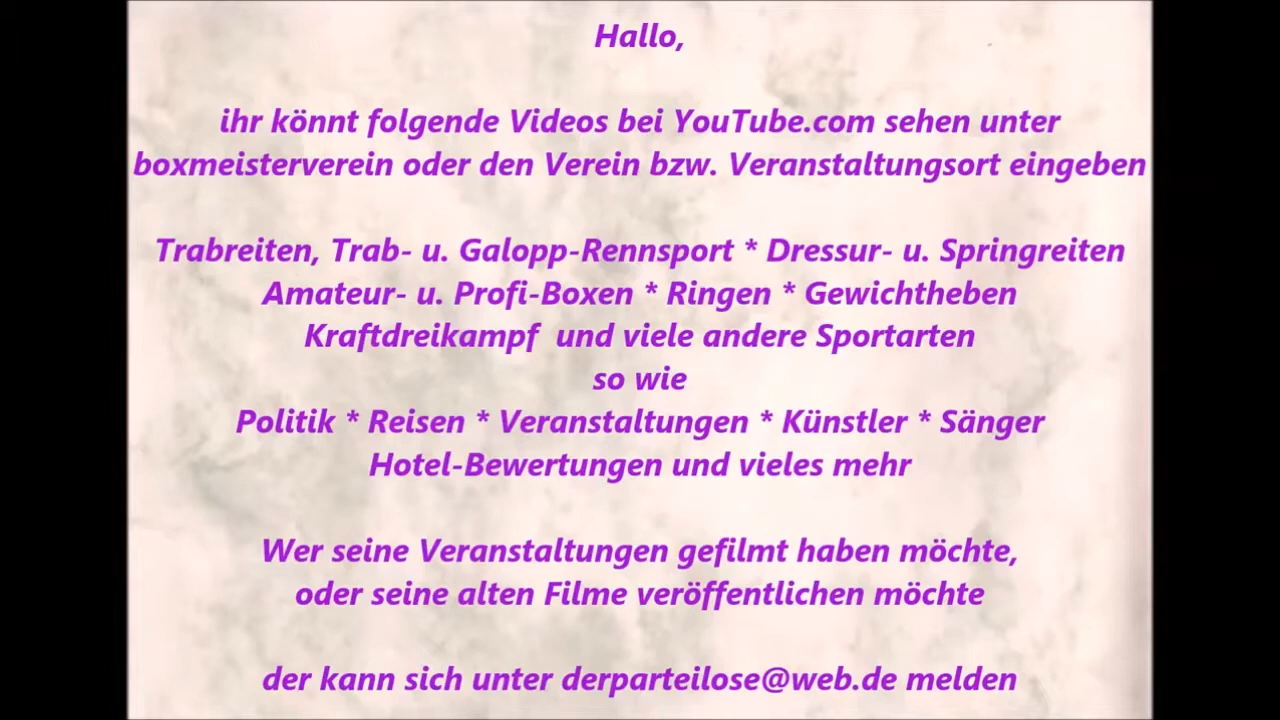 Hallo,
ihr könnt folgende Videos bei YouTube.com sehen unter
boxmeisterverein oder den Verein bzw. Veranstaltungsort eingeben
Trabreiten, Trab- u. Galopp-Rennsport * Dressur- u. Springreiten
Amateur- u. Profi-Boxen * Ringen * Gewichtheben
Kraftdreikampf und viele andere Sportarten
so wie
Politik * Reisen * Veranstaltungen * Künstler * Sänger
Hotel-Bewertungen und vieles mehr
Wer seine Veranstaltungen gefilmt haben möchte,
oder seine alten Filme veröffentlichen möchte
der kann sich unter derparteilose@web.de melden